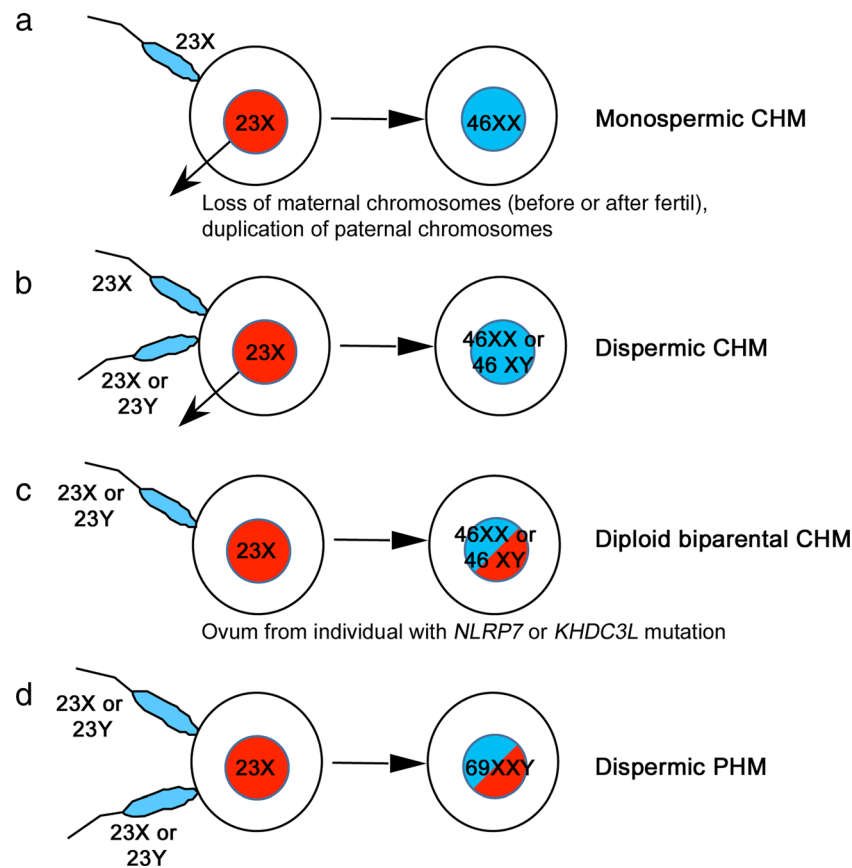 a
23X
23X
46XX
Monospermic CHM
Loss of maternal chromosomes (before or after fertil),
duplication of paternal chromosomes
b
23X
23X
46XX or
46 XY
Dispermic CHM
23X or
23Y
c
23X or
23Y
23X
46XX or
46 XY
Diploid biparental CHM
Ovum from individual with NLRP7 or KHDC3L mutation
d
23X or
23Y
23X
69XXY
Dispermic PHM
23X or
23Y